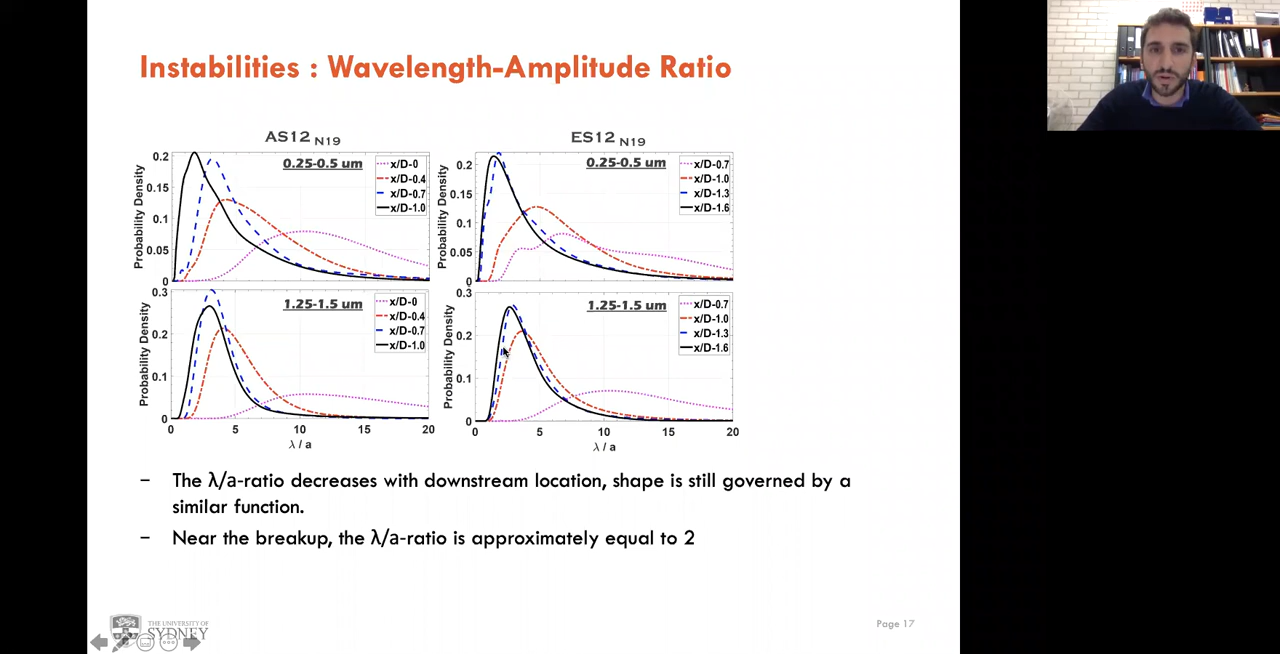 Instabilities : Wavelength-Amplitude Ratio
AS12 N19
0.25-0.5 um
x/D-0
x/D-0.4
x/D-0.7
x/D-1.0
Probability Density
0.2
0.15
0.1
0.05
0
ES12 N19
0.25-0.5 um
x/D-0.7
x/D-1.0
x/D-1.3
x/D-1.6
Probability Density
0.2
0.15
0.1
0.05
0
1.25-1.5 um
x/D-0
x/D-0.4
x/D-0.7
x/D-1.0
Probability Density
0.3
0.2
0.1
0
0 5 10 15 20
λ / a
1.25-1.5 um
x/D-0.7
x/D-1.0
x/D-1.3
x/D-1.6
Probability Density
0.3
0.2
0.1
0
0 5 10 15 20
λ / a
– The λ/a-ratio decreases with downstream location, shape is still governed by a
similar function.
– Near the breakup, the λ/a-ratio is approximately equal to 2
THE UNIVERSITY OF
SYDNEY
Page 17